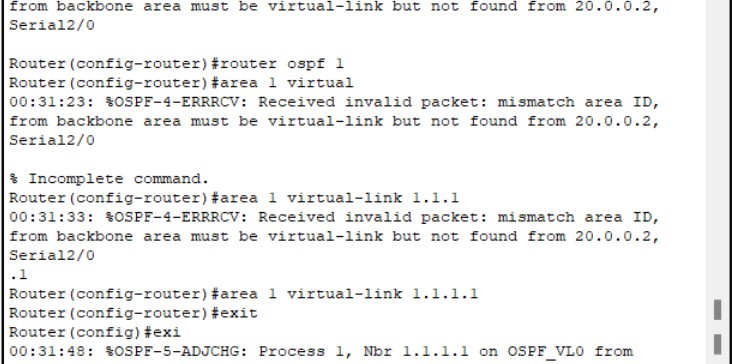 from backbone area must be virtual-link but not found from 20.0.0.2,
Serial2/0
Router(config-router)#router ospf 1
Router(config-router)#area 1 virtual
00:31:23: %OSPF-4-ERRRCV: Received invalid packet: mismatch area ID,
from backbone area must be virtual-link but not found from 20.0.0.2,
Serial2/0
% Incomplete command.
Router(config-router)#area 1 virtual-link 1.1.1
00:31:33: %OSPF-4-ERRRCV: Received invalid packet: mismatch area ID,
from backbone area must be virtual-link but not found from 20.0.0.2,
Serial2/0
.1
Router(config-router)#area 1 virtual-link 1.1.1.1
Router(config-router)#exit
Router(config)#exi
00:31:48: %OSPF-5-ADJCHG: Process 1, Nbr 1.1.1.1 on OSPF_VL0 from